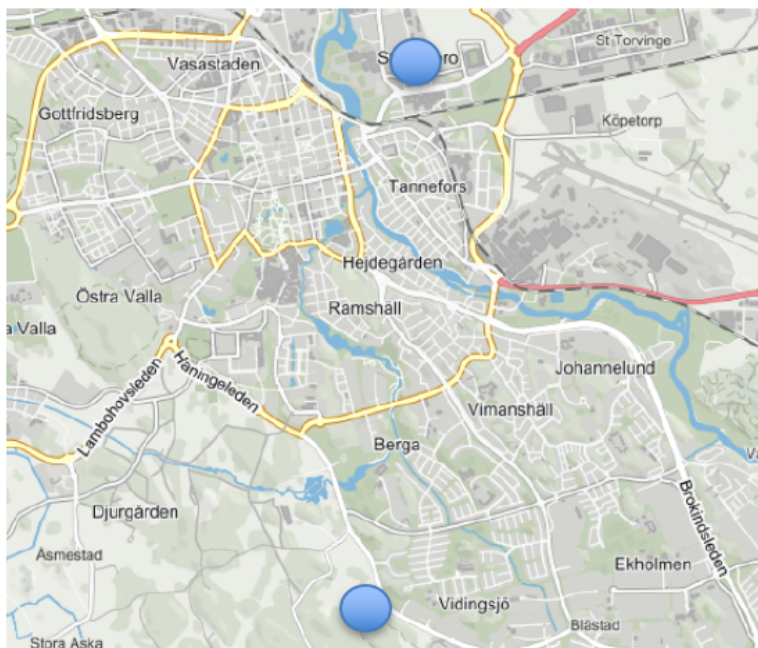 St Torvinge
Vasastaden
Gottfridsberg
Köpetorp
Tannefors
Hejdegården
Östra Valla
Ramshäll
a Valla
Johannelund
Haningeleden
Lambohovsleden
Vimanshäll
Berga
Djurgården
Brokindsleden
Åsmestad
Ekholmen
Vidingsjö
Blästad
Stora Aska